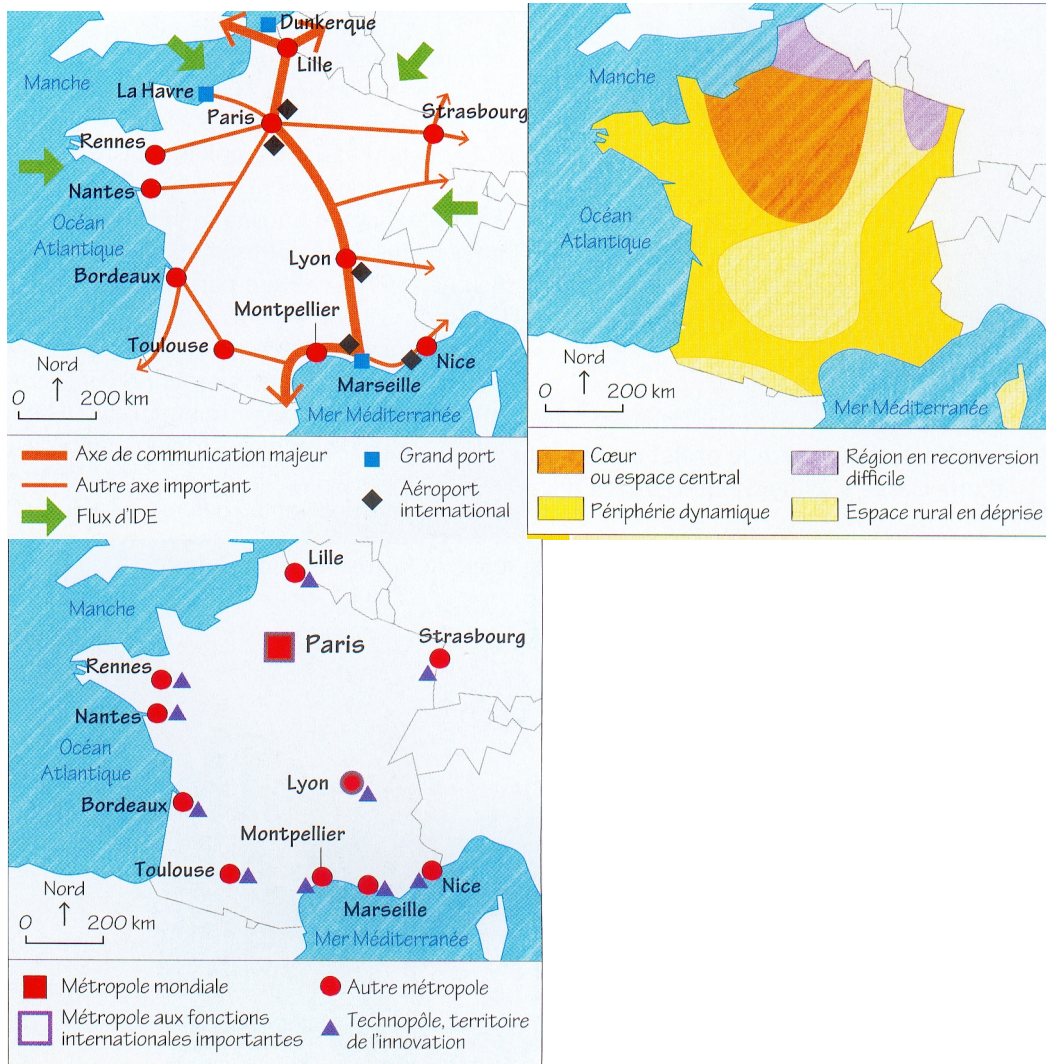 Dunkerque
Lille
Manche
La Havre
Paris
Strasbourg
Rennes
Nantes
Océan
Atlantique
Lyon
Bordeaux
Montpellier
Toulouse
Nice
Marseille
Nord
0 200 km
Mer Méditerranée
Axe de communication majeur
Autre axe important
Flux d'IDE
Grand port
Aéroport
international
Manche
Océan
Atlantique
Nord
0 200 km
Mer Méditerranée
Cœur
ou espace central
Périphérie dynamique
Région en reconversion
difficile
Espace rural en déprise
Lille
Manche
Paris
Strasbourg
Rennes
Nantes
Océan
Atlantique
Lyon
Bordeaux
Montpellier
Toulouse
Nice
Marseille
Nord
0 200 km
Mer Méditerranée
Métropole mondiale
Métropole aux fonctions
internationales importantes
Autre métropole
Technopôle, territoire
de l'innovation